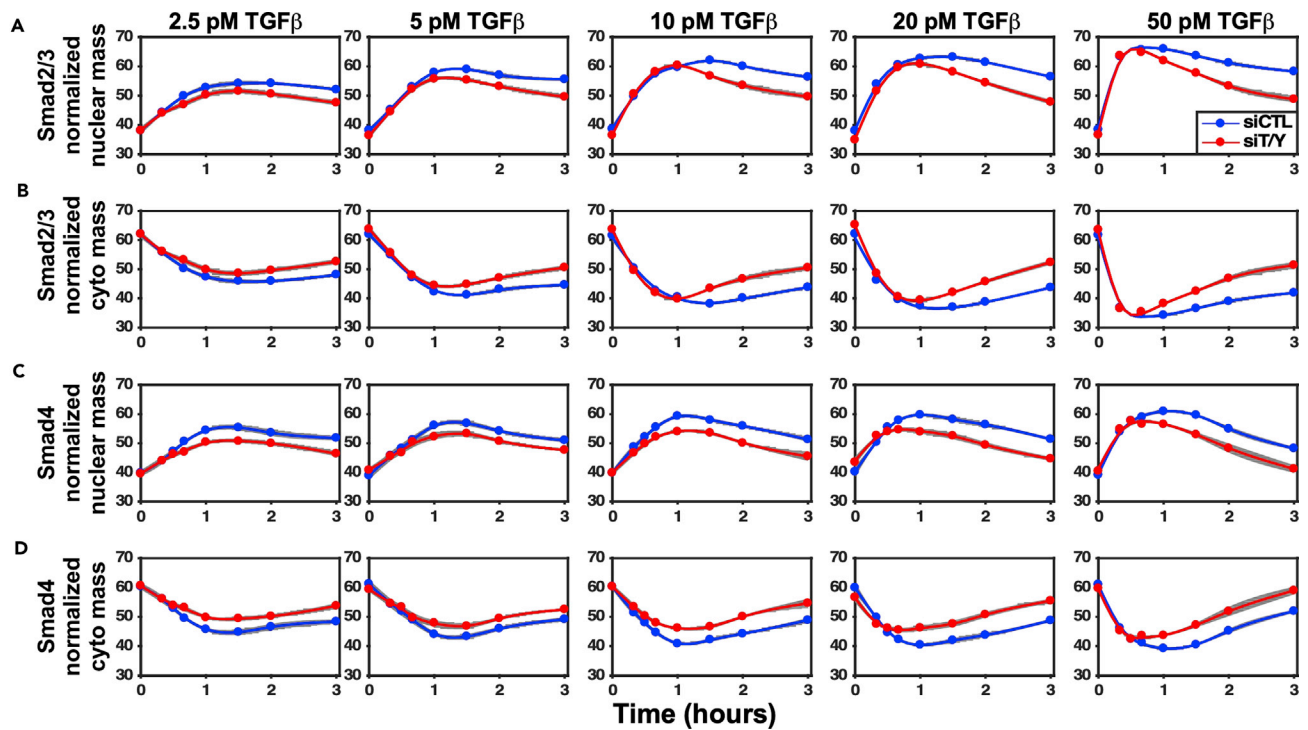 2.5 pM TGFβ 5 pM TGFβ 10 pM TGFβ 20 pM TGFβ 50 pM TGFβ
A
Smad2/3
normalized
nuclear mass
70 70 70 70 70
60 60 60 60 60
50 50 50 50 50
40 40 40 40 40
30 30 30 30 30
0 1 2 3 0 1 2 3 0 1 2 3 0 1 2 3 0 1 2 3
siCTL
siT/Y
B
Smad2/3
normalized
cyto mass
70 70 70 70 70
60 60 60 60 60
50 50 50 50 50
40 40 40 40 40
30 30 30 30 30
0 1 2 3 0 1 2 3 0 1 2 3 0 1 2 3 0 1 2 3
C
Smad4
normalized
nuclear mass
70 70 70 70 70
60 60 60 60 60
50 50 50 50 50
40 40 40 40 40
30 30 30 30 30
0 1 2 3 0 1 2 3 0 1 2 3 0 1 2 3 0 1 2 3
D
Smad4
normalized
cyto mass
70 70 70 70 70
60 60 60 60 60
50 50 50 50 50
40 40 40 40 40
30 30 30 30 30
0 1 2 3 0 1 2 3 0 1 2 3 0 1 2 3 0 1 2 3
Time (hours)